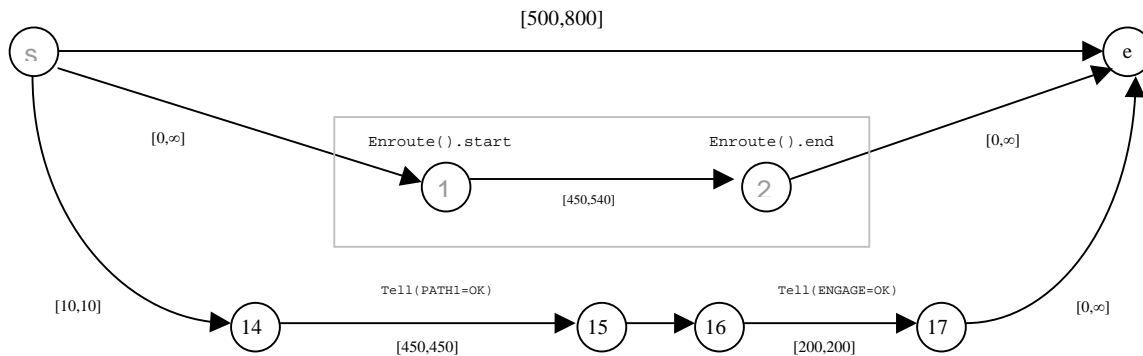 [500,800]
s
e
Enroute().start
Enroute().end
[0,∞]
[0,∞]
1
2
[450,540]
Tell(PATH1=OK)
Tell(ENGAGE=OK)
[10,10]
[0,∞]
14
15
16
17
[450,450]
[200,200]